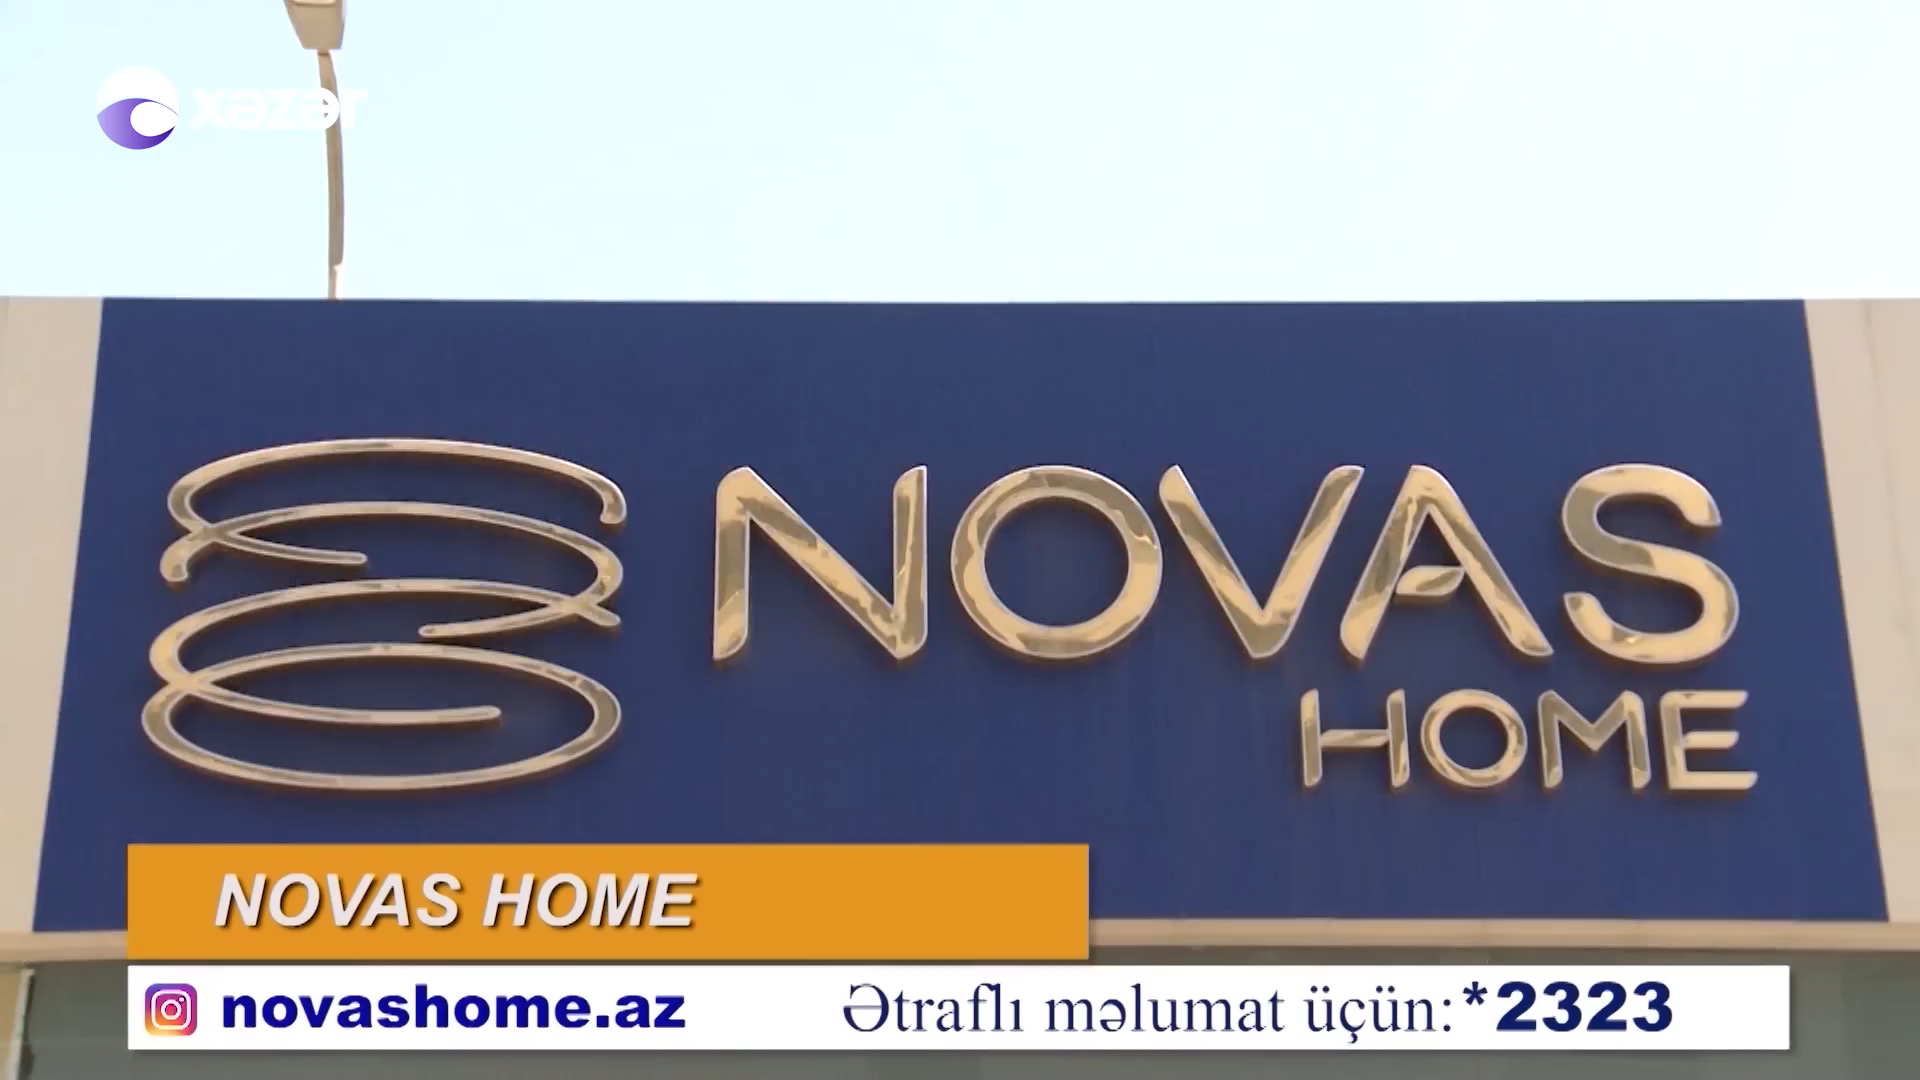 xəzər
NOVAS
HOME
NOVAS HOME
novashome.az Ətraflı məlumat üçün:*2323